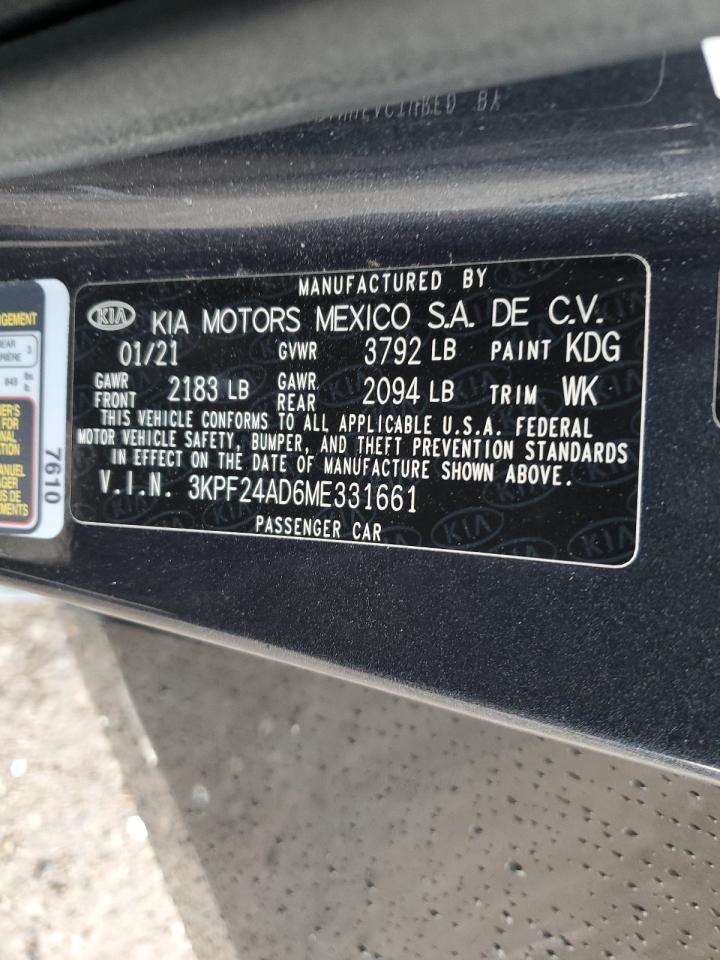 MANUFACTURED BY
KIA KIA MOTORS MEXICO S.A. DE C.V.
01/21 GVWR 3792 LB PAINT KDG
GAWR FRONT 2183 LB GAWR REAR 2094 LB TRIM WK
THIS VEHICLE CONFORMS TO ALL APPLICABLE U.S.A. FEDERAL
MOTOR VEHICLE SAFETY, BUMPER, AND THEFT PREVENTION STANDARDS
IN EFFECT ON THE DATE OF MANUFACTURE SHOWN ABOVE.
V.I.N. 3KPF24AD6ME331661
PASSENGER CAR
7610